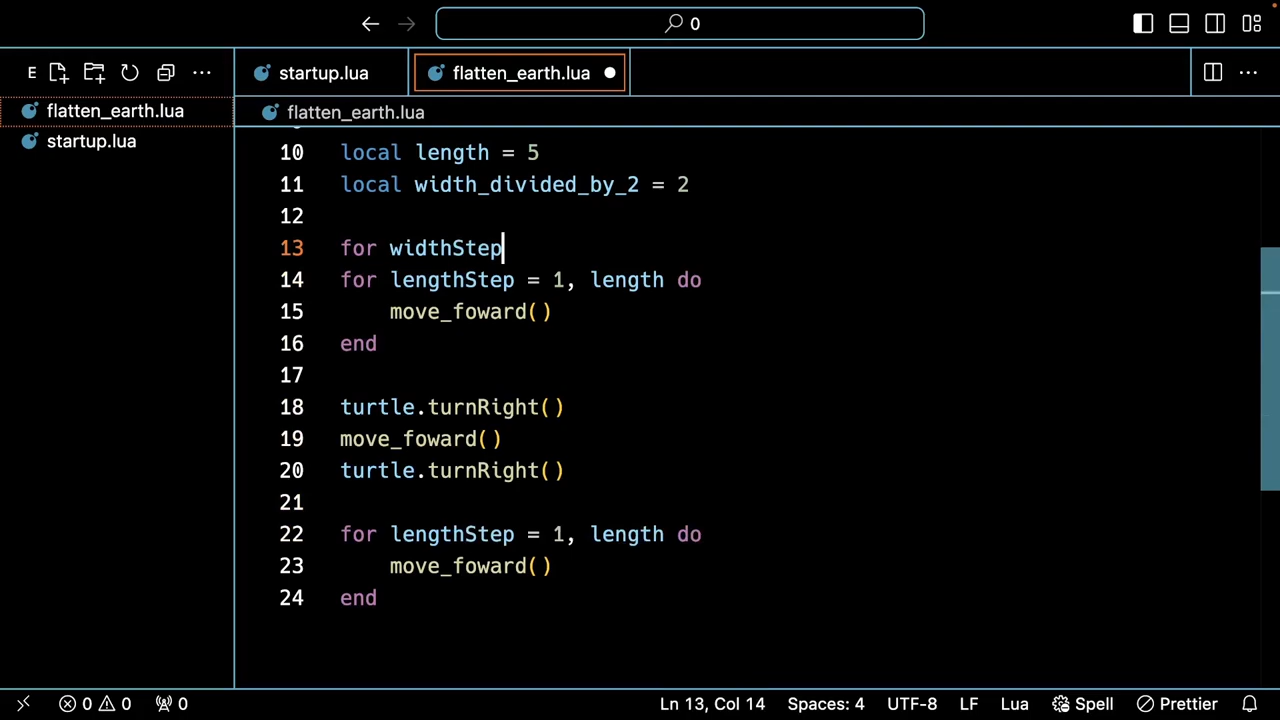 0
E
startup.lua
flatten_earth.lua
flatten_earth.lua
startup.lua
flatten_earth.lua
10 local length = 5
11 local width_divided_by_2 = 2
12
13 for widthStep
14 for lengthStep = 1, length do
15 move_foward()
16 end
17
18 turtle.turnRight()
19 move_foward()
20 turtle.turnRight()
21
22 for lengthStep = 1, length do
23 move_foward()
24 end
0 0 0 Ln 13, Col 14 Spaces: 4 UTF-8 LF Lua Spell Prettier